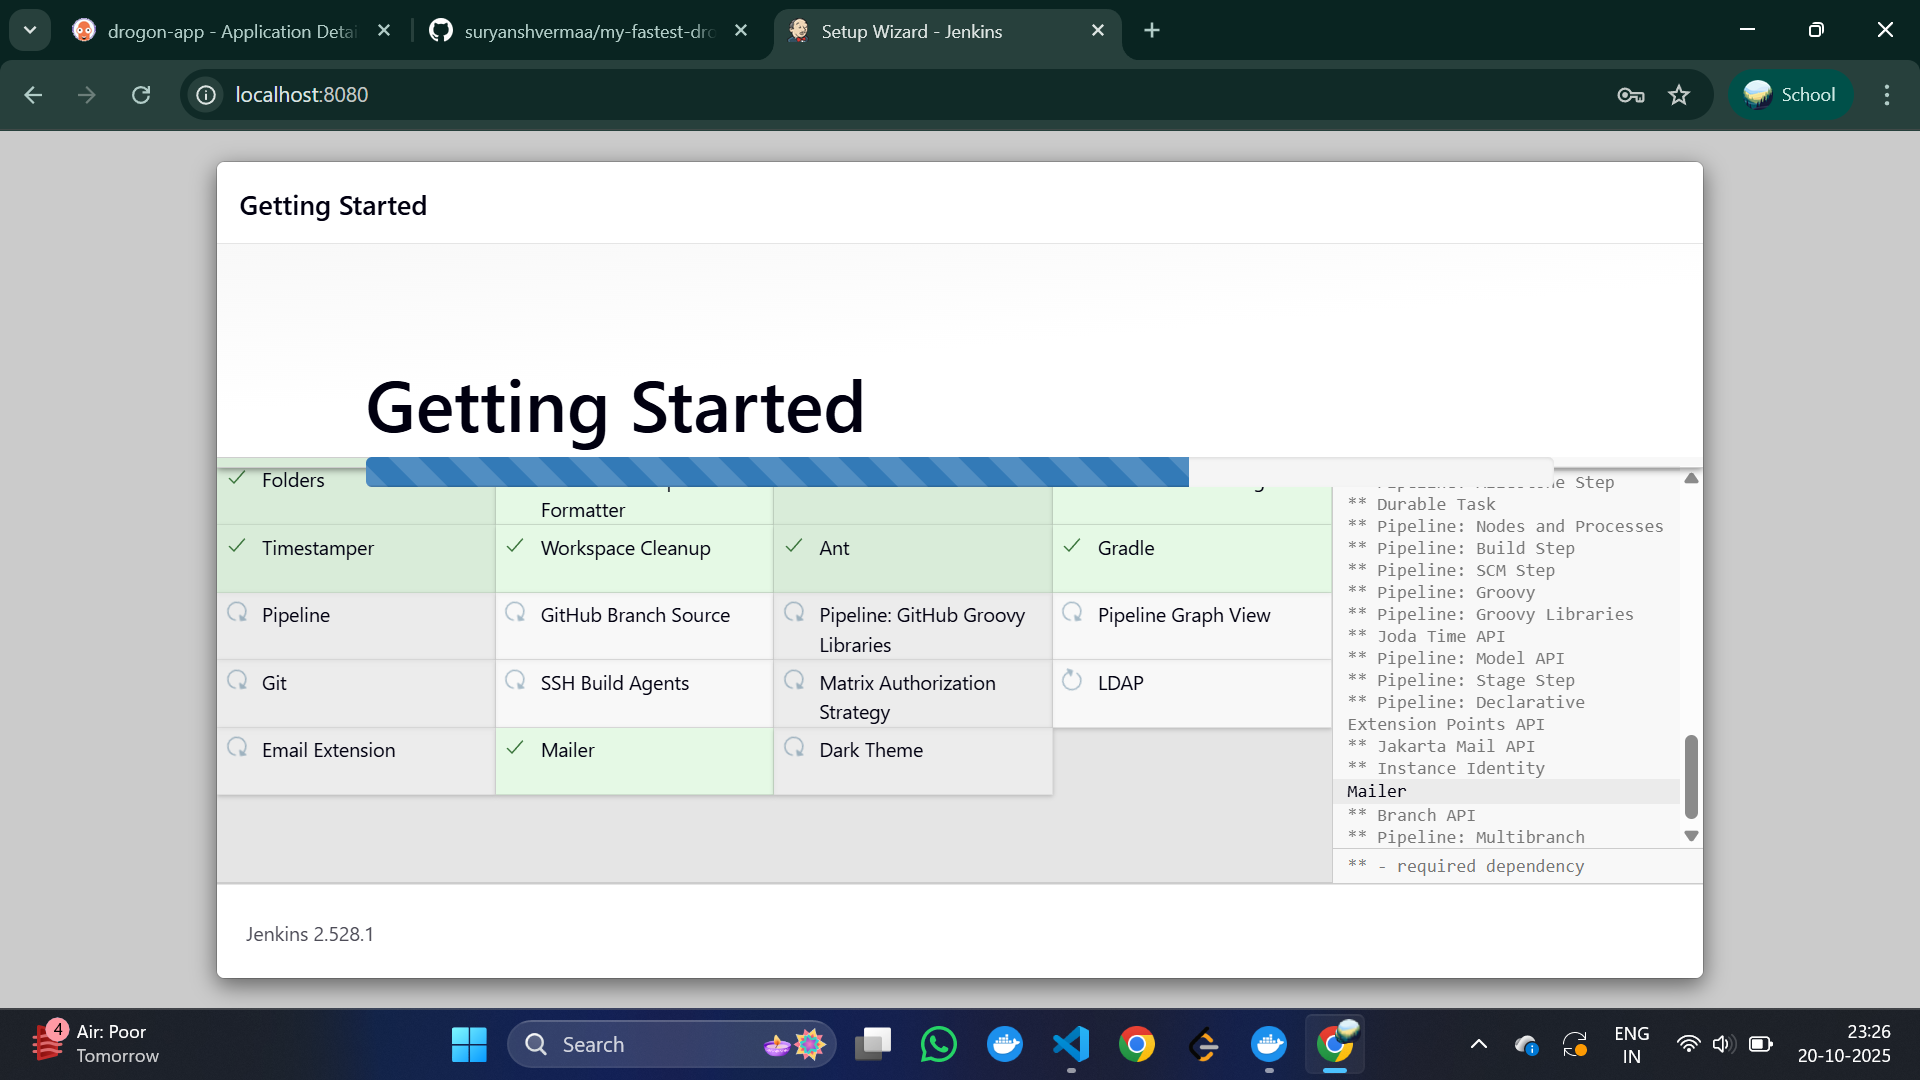 drogon-app - Application Detai
suryanshvermaa/my-fastest-dro
Setup Wizard - Jenkins
localhost:8080
School
Getting Started
Getting Started
Folders
Formatter
Timestamper
Workspace Cleanup
Ant
Gradle
Pipeline
GitHub Branch Source
Pipeline: GitHub Groovy
Libraries
Pipeline Graph View
Git
SSH Build Agents
Matrix Authorization
Strategy
LDAP
Email Extension
Mailer
Dark Theme
Step
** Durable Task
** Pipeline: Nodes and Processes
** Pipeline: Build Step
** Pipeline: SCM Step
** Pipeline: Groovy
** Pipeline: Groovy Libraries
** Joda Time API
** Pipeline: Model API
** Pipeline: Stage Step
** Pipeline: Declarative
Extension Points API
** Jakarta Mail API
** Instance Identity
Mailer
** Branch API
** Pipeline: Multibranch
** - required dependency
Jenkins 2.528.1
4
Air: Poor
Tomorrow
Search
ENG
IN
23:26
20-10-2025